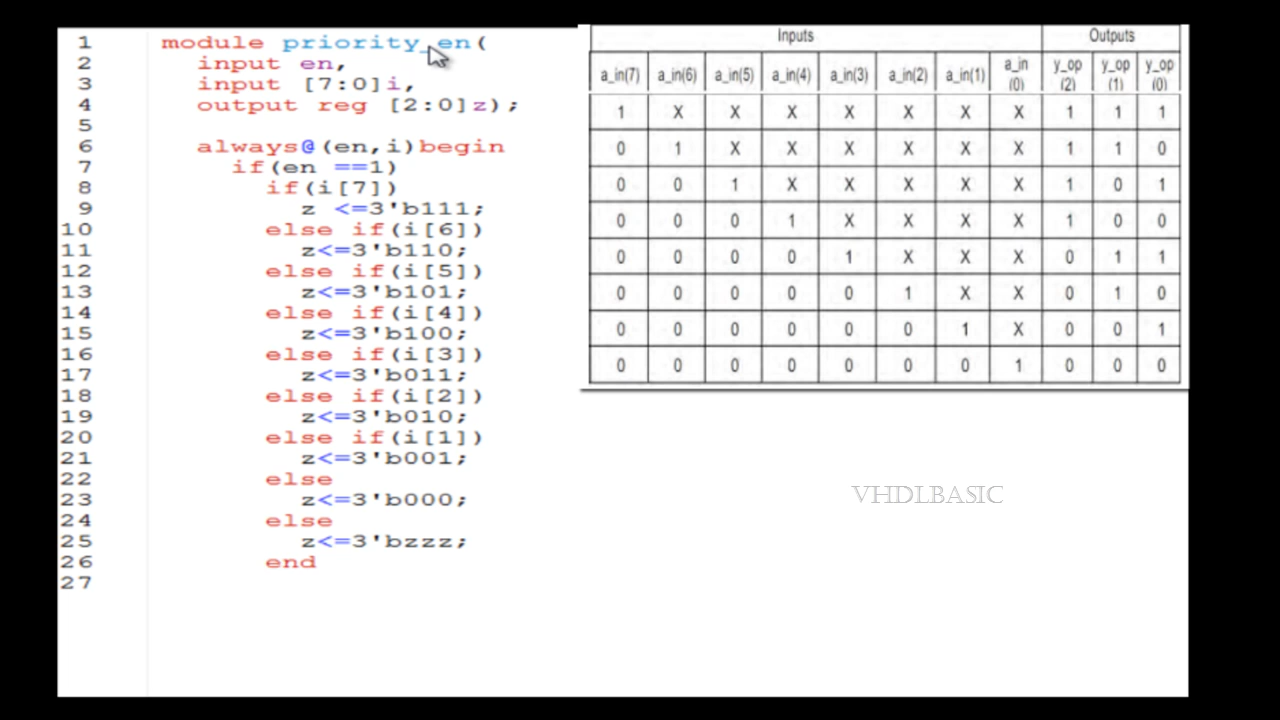 1 module priority_en(
2 input en,
3 input [7:0]i,
4 output reg [2:0]z);
5
6 always@(en,i)begin
7 if(en ==1)
8 if(i[7])
9 z <=3'b111;
10 else if(i[6])
11 z<=3'b110;
12 else if(i[5])
13 z<=3'b101;
14 else if(i[4])
15 z<=3'b100;
16 else if(i[3])
17 z<=3'b011;
18 else if(i[2])
19 z<=3'b010;
20 else if(i[1])
21 z<=3'b001;
22 else
23 z<=3'b000;
24 else
25 z<=3'bzzz;
26 end
27
Inputs Outputs
a_in(7) a_in(6) a_in(5) a_in(4) a_in(3) a_in(2) a_in(1) a_in (0) y_op (2) y_op (1) y_op (0)
1 X X X X X X X 1 1 1
0 1 X X X X X X 1 1 0
0 0 1 X X X X X 1 0 1
0 0 0 1 X X X X 1 0 0
0 0 0 0 1 X X X 0 1 1
0 0 0 0 0 1 X X 0 1 0
0 0 0 0 0 0 1 X 0 0 1
0 0 0 0 0 0 0 1 0 0 0
VHDLBASIC